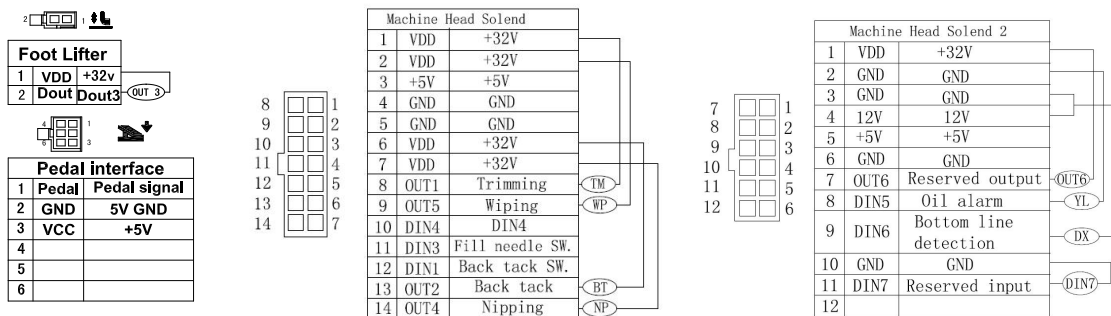 2 1
Foot Lifter
1 VDD +32v
2 Dout Dout3 OUT 3
4 1
6 3
Pedal interface
1 Pedal Pedal signal
2 GND 5V GND
3 VCC +5V
4
5
6
8 1
9 2
10 3
11 4
12 5
13 6
14 7
Machine Head Solend
1 VDD +32V
2 VDD +32V
3 +5V +5V
4 GND GND
5 GND GND
6 VDD +32V
7 VDD +32V
8 OUT1 Trimming TM
9 OUT5 Wiping WP
10 DIN4 DIN4
11 DIN3 Fill needle SW.
12 DIN1 Back tack SW.
13 OUT2 Back tack BT
14 OUT4 Nipping NP
7 1
8 2
9 3
10 4
11 5
12 6
Machine Head Solend 2
1 VDD +32V
2 GND GND
3 GND GND
4 12V 12V
5 +5V +5V
6 GND GND
7 OUT6 Reserved output OUT6
8 DIN5 Oil alarm YL
9 DIN6 Bottom line
detection DX
10 GND GND
11 DIN7 Reserved input DIN7
12